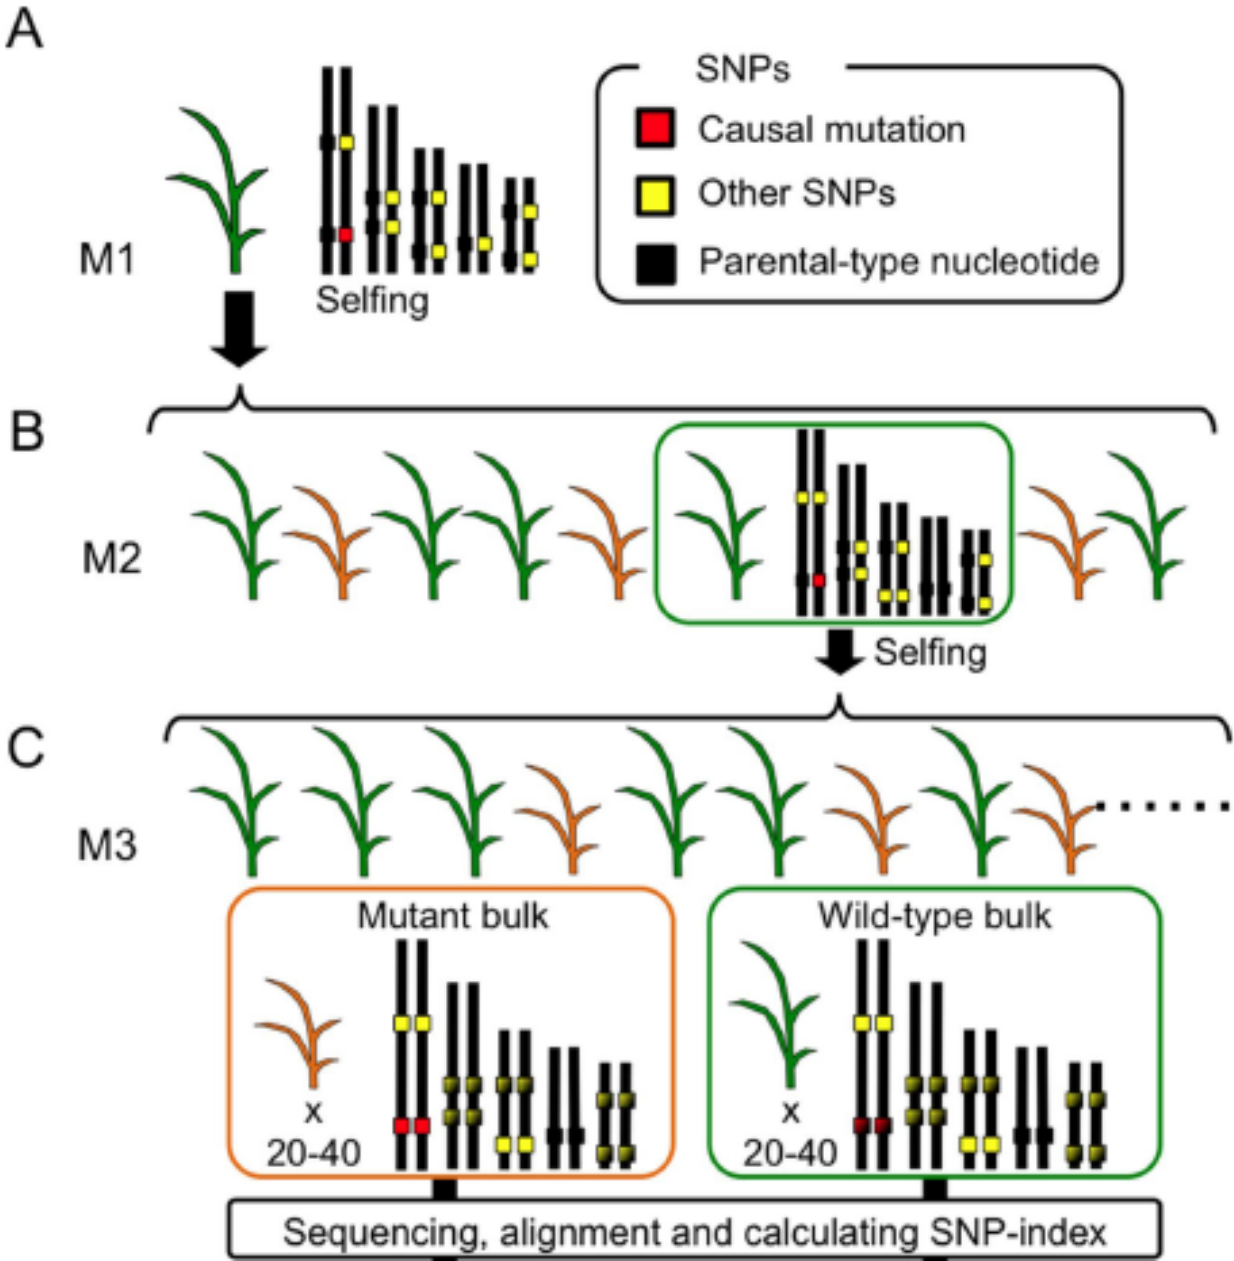 A
SNPs
Causal mutation
Other SNPs
Parental-type nucleotide
M1
Selfing
B
M2
Selfing
C
M3
Mutant bulk
x
20-40
Wild-type bulk
x
20-40
Sequencing, alignment and calculating SNP-index